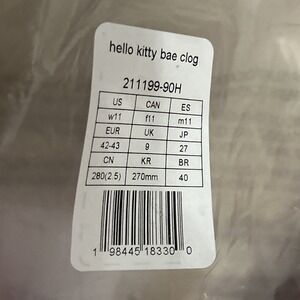 hello kitty bae clog
211199-90H
US CAN ES
w11 f11 m11
EUR UK JP
42-43 9 27
CN KR BR
280(2.5) 270mm 40
1 98445 18330 0